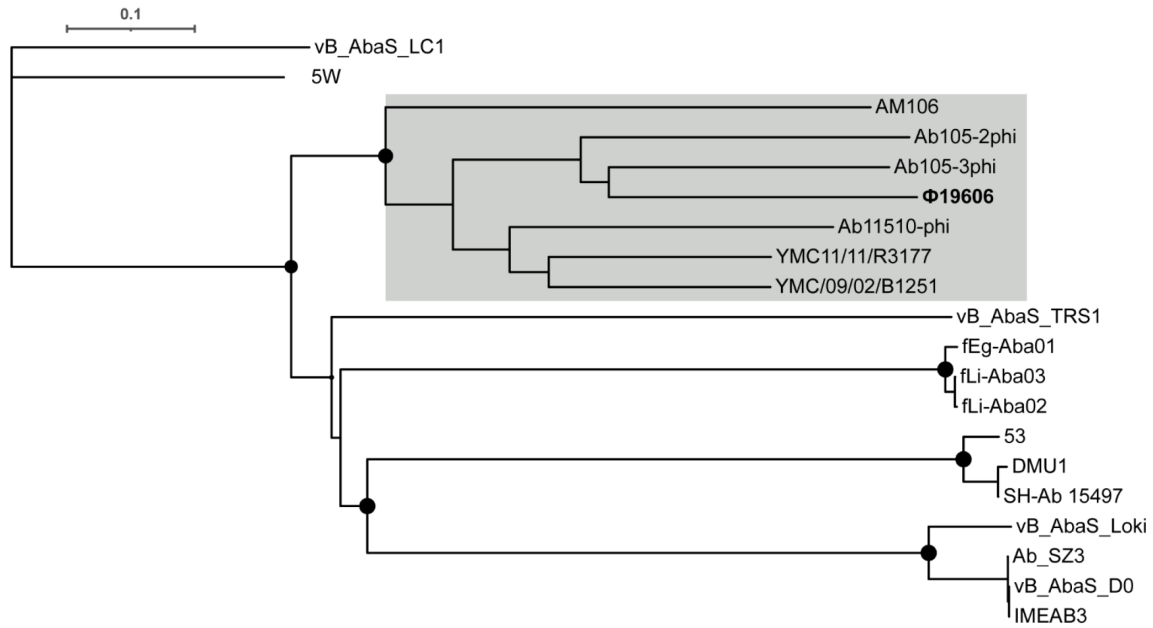 0.1
vB_AbaS_LC1
5W
AM106
Ab105-2phi
Ab105-3phi
Φ19606
Ab11510-phi
YMC11/11/R3177
YMC/09/02/B1251
vB_AbaS_TRS1
fEg-Aba01
fLi-Aba03
fLi-Aba02
53
DMU1
SH-Ab 15497
vB_AbaS_Loki
Ab_SZ3
vB_AbaS_D0
IMEAB3